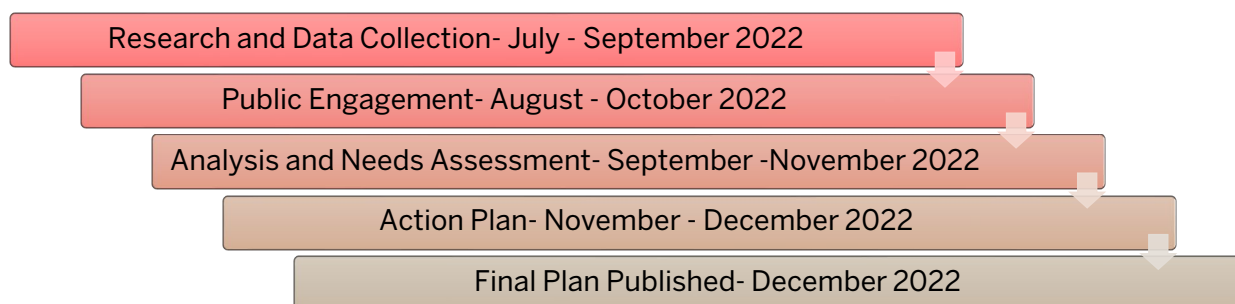 Research and Data Collection- July - September 2022
Public Engagement- August - October 2022
Analysis and Needs Assessment- September -November 2022
Action Plan- November - December 2022
Final Plan Published- December 2022